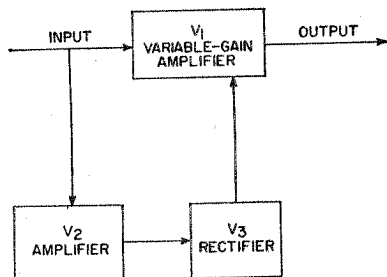 INPUT
V1
VARIABLE-GAIN
AMPLIFIER
OUTPUT
V2
AMPLIFIER
V3
RECTIFIER